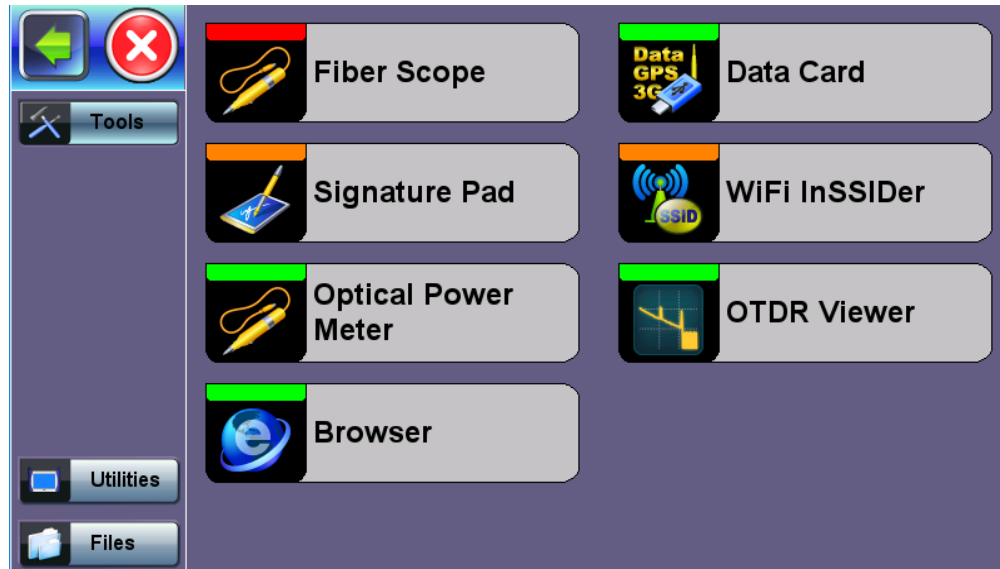 Tools
Utilities
Files
Fiber Scope
Data
GPS
3G
Data Card
Signature Pad
SSID
WiFi InSSIDer
Optical Power
Meter
OTDR Viewer
e
Browser